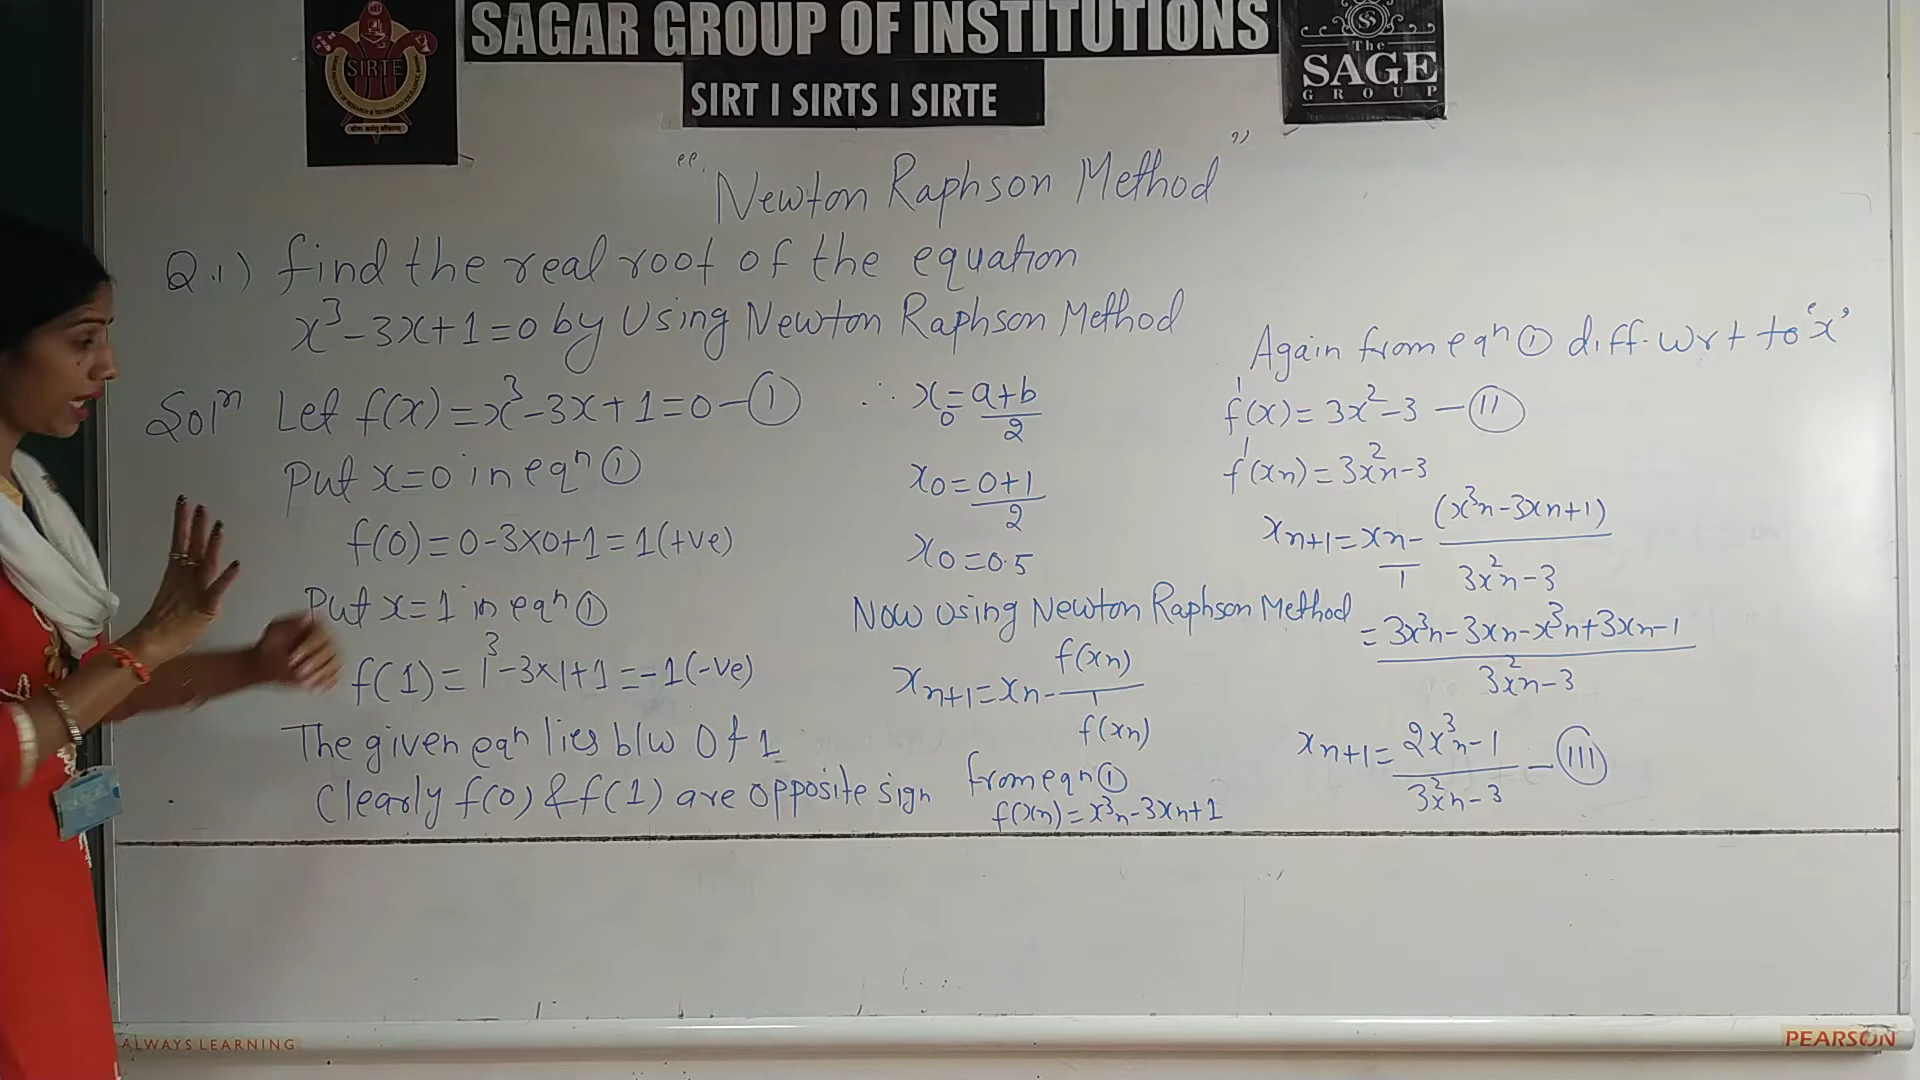 SAGAR GROUP OF INSTITUTIONS
SIRT I SIRTS I SIRTE
SIRTE
SS
The
SAGE
GROUP
"Newton Raphson Method"
Q.1) find the real root of the equation
x³-3x+1=0 by Using Newton Raphson Method
Solⁿ Let f(x)=x³-3x+1=0-①
Put x=0 in eqⁿ ①
f(0)=0-3x0+1=1(+ve)
Put x=1 in eqⁿ ①
f(1)=1³-3x1+1=-1(-ve)
The given eqⁿ lies b/w 0 & 1
Clearly f(0) & f(1) are opposite sign
∴ x₀=a+b/2
x₀=0+1/2
x₀=0.5
Now using Newton Raphson Method
xn+1=xn-f(xn)/f'(xn)
from eqn ①
f(xn)=x³n-3xn+1
Again from eqⁿ ① diff. wrt to 'x'
f'(x)=3x²-3-(II)
f'(xn)=3x²n-3
xn+1=xn/1-(x³n-3xn+1)/3x²n-3
=3x³n-3xn-x³n+3xn-1/3x²n-3
xn+1=2x³n-1/3x²n-3-(III)
ALWAYS LEARNING
PEARSON